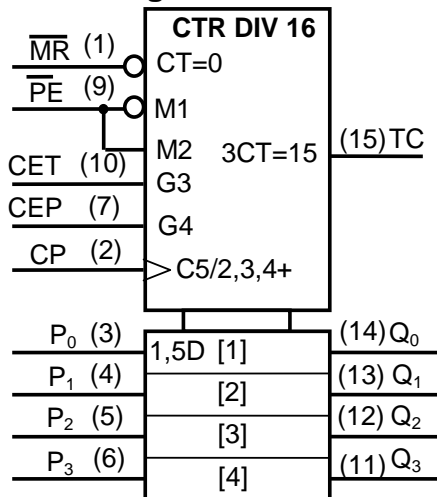 CTR DIV 16
M̅R̅ (1) CT=0
P̅E̅ (9) M1
M2 3CT=15 (15) TC
CET (10) G3
CEP (7) G4
CP (2) C5/2,3,4+
P₀ (3) 1,5D [1] (14) Q₀
P₁ (4) [2] (13) Q₁
P₂ (5) [3] (12) Q₂
P₃ (6) [4] (11) Q₃